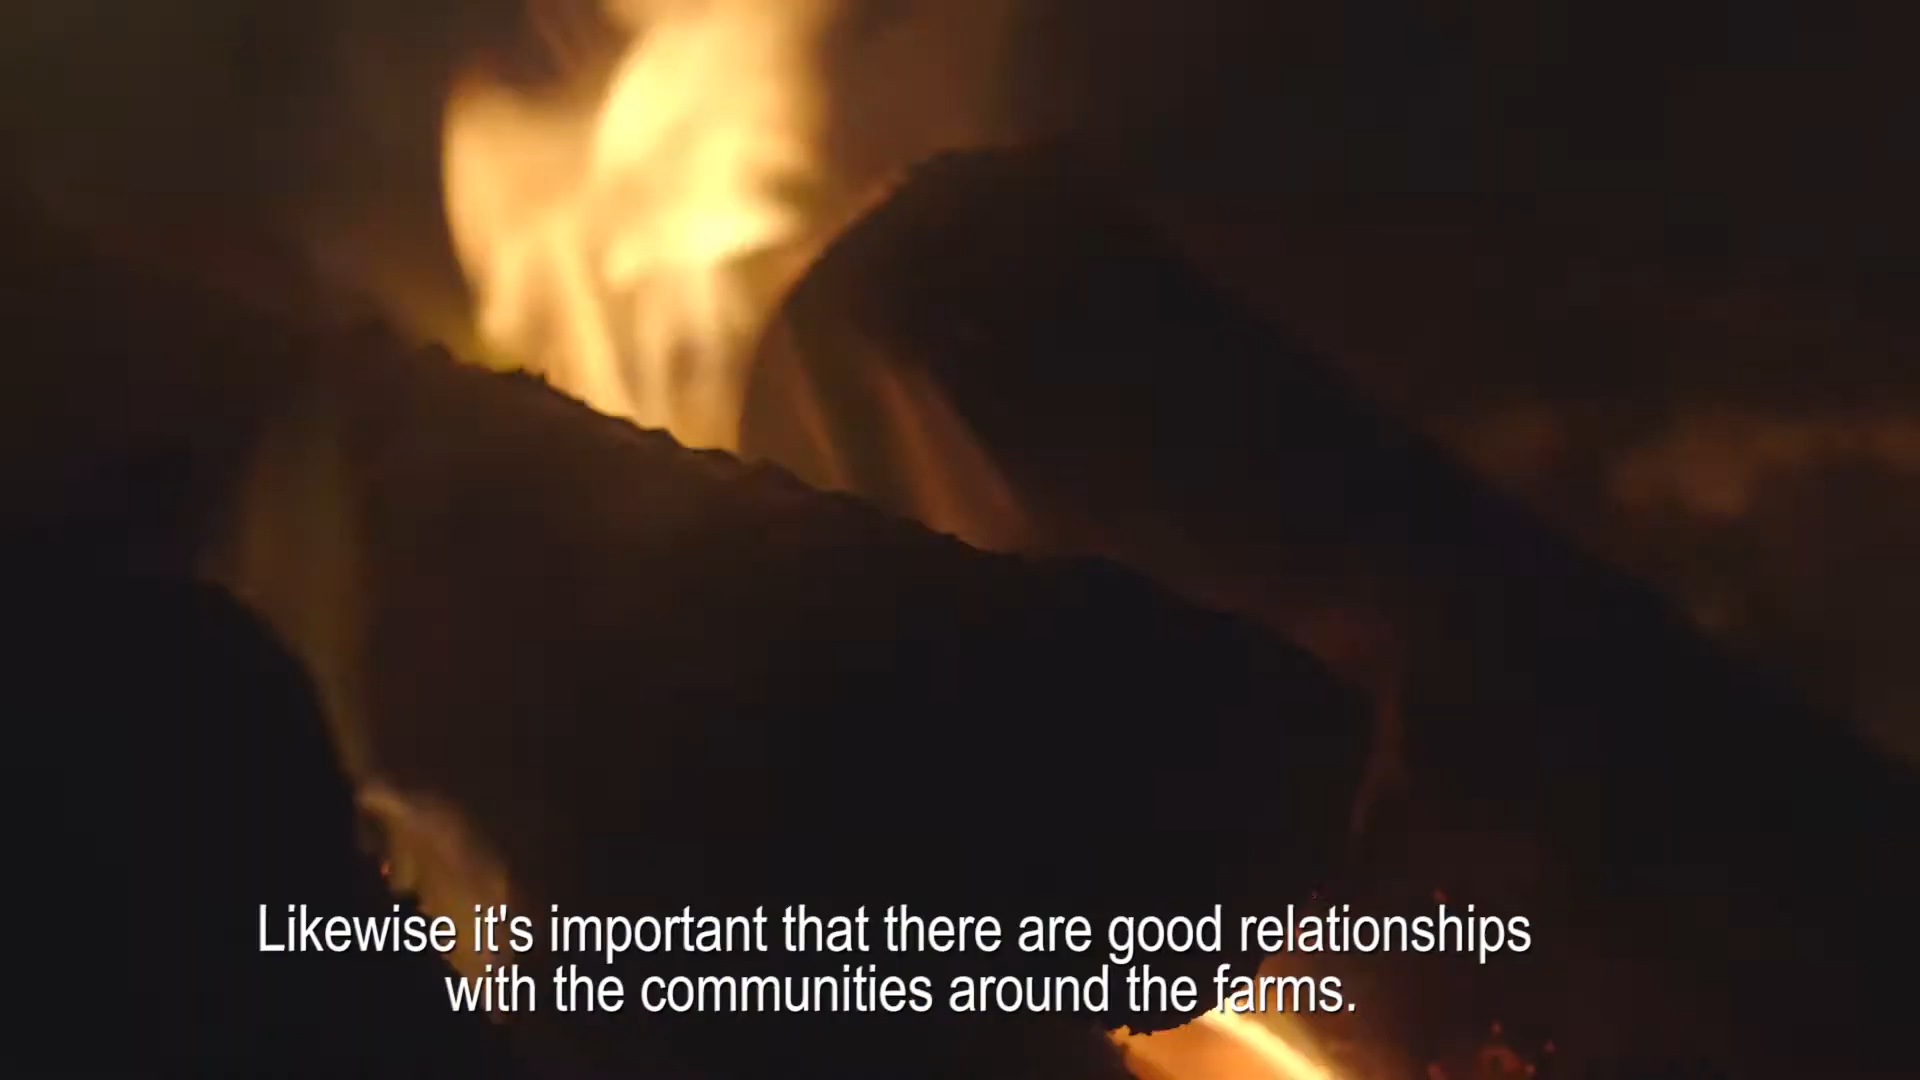 Likewise it's important that there are good relationships
with the communities around the farms.